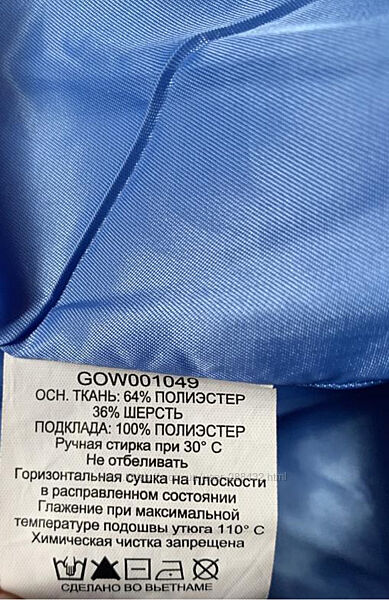 GOW001049
ОСН. ТКАНЬ: 64% ПОЛИЭСТЕР
36% ШЕРСТЬ
ПОДКЛАДА: 100% ПОЛИЭСТЕР
Ручная стирка при 30° C
Не отбеливать
Горизонтальная сушка на плоскости
в расправленном состоянии
Глажение при максимальной
температуре подошвы утюга 110° C
Химическая чистка запрещена
СДЕЛАНО ВО ВЬЕТНАМЕ